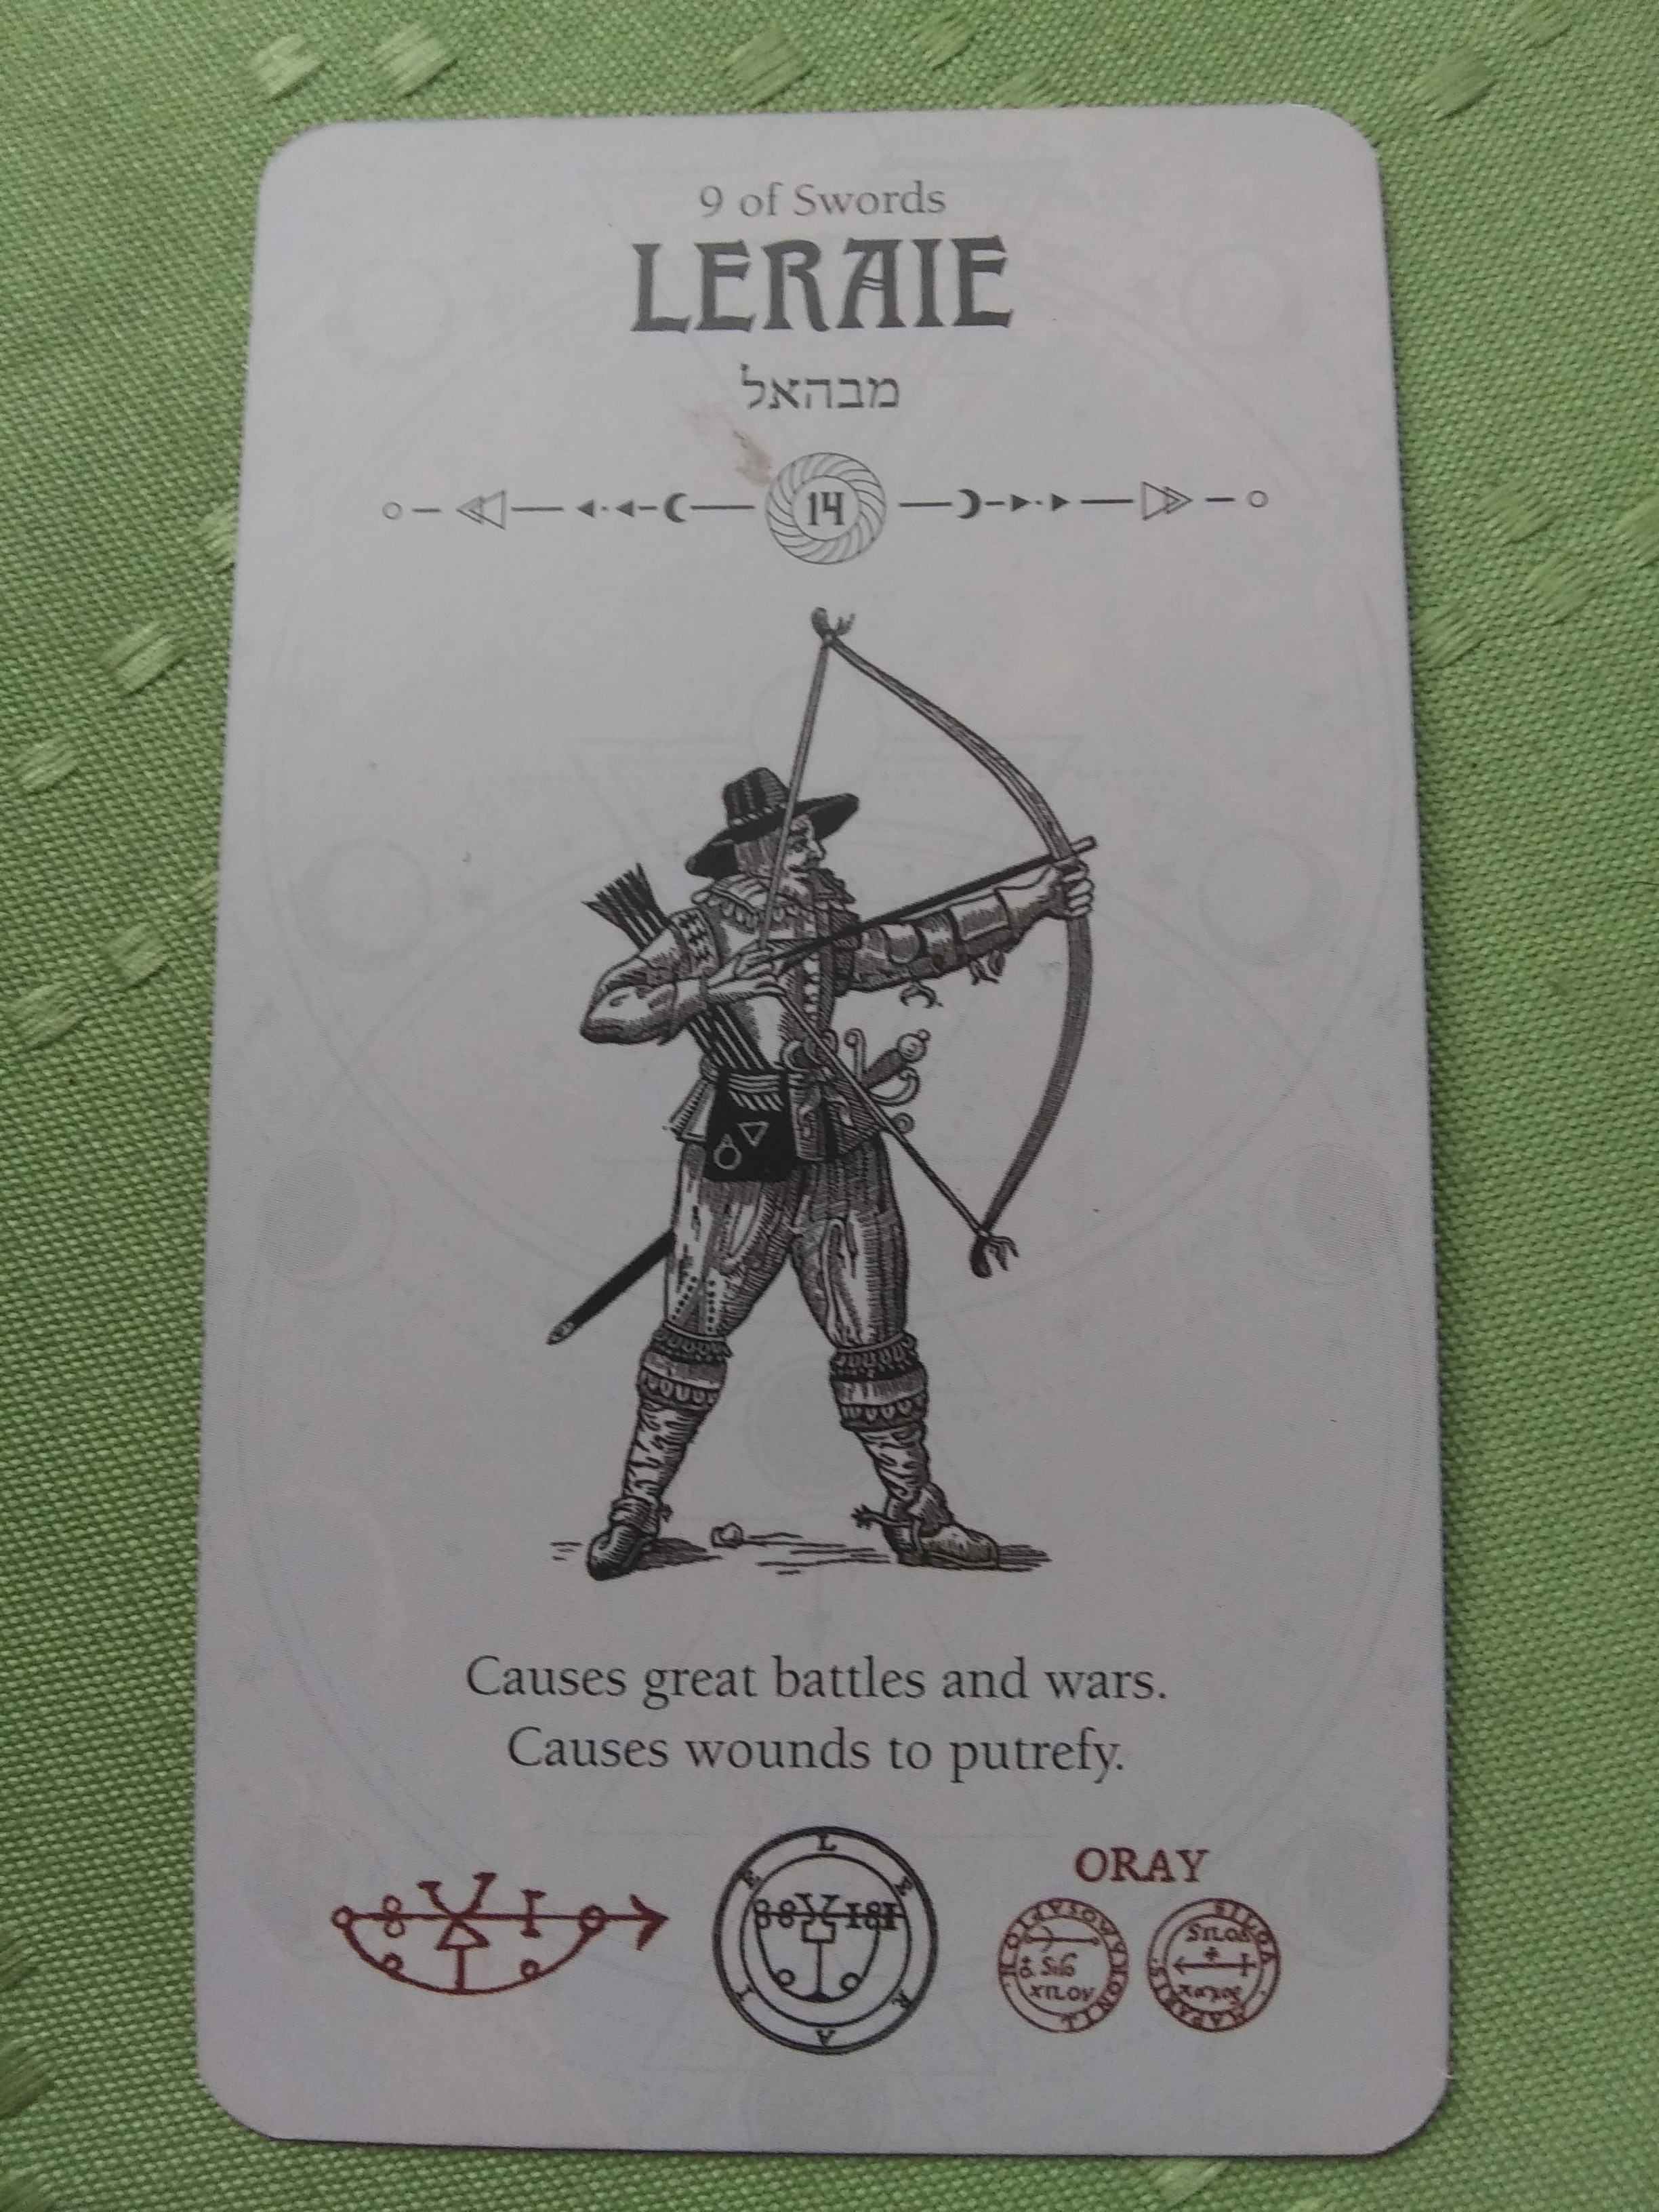 9 of Swords
LERAIE
מבהאל
14
Causes great battles and wars.
Causes wounds to putrefy.
L E R A I E
ORAY